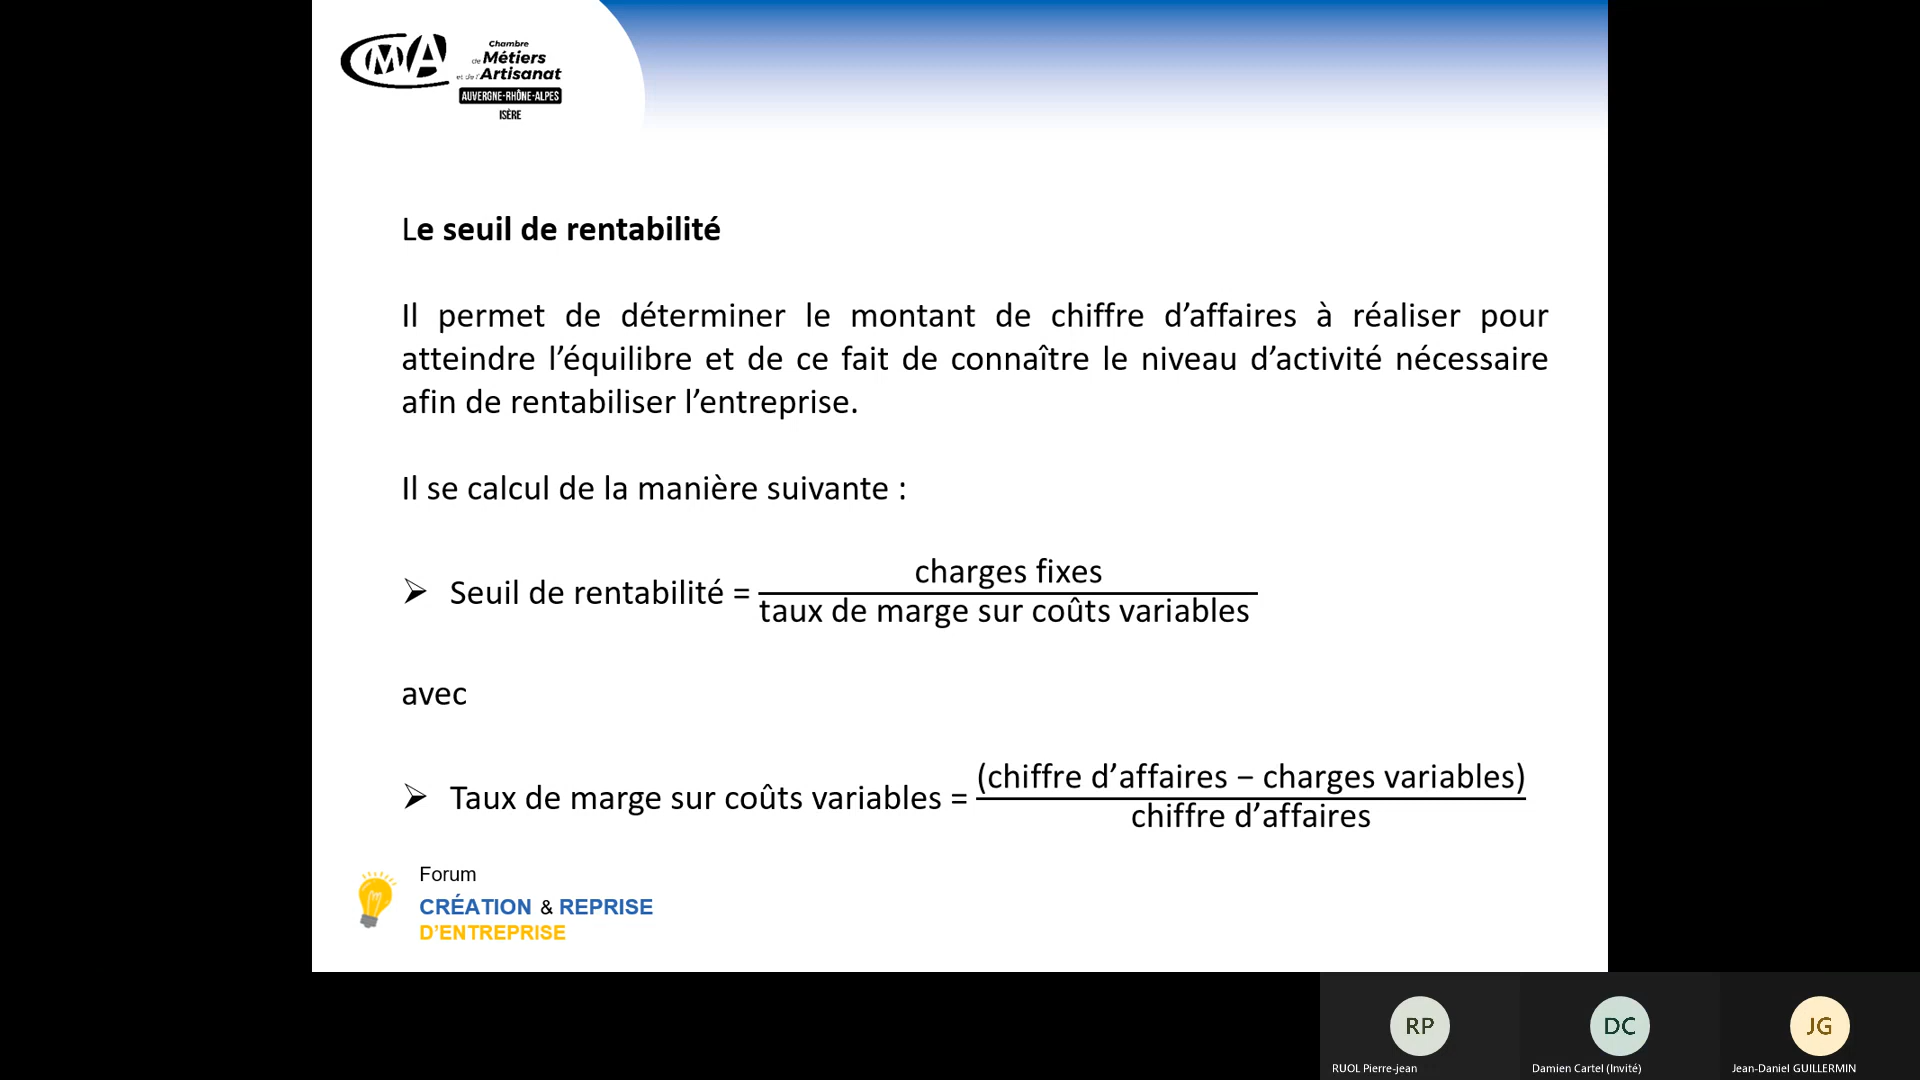 CMA
Chambre
de Métiers
et de l'Artisanat
AUVERGNE-RHÔNE-ALPES
ISÈRE
Le seuil de rentabilité
Il permet de déterminer le montant de chiffre d’affaires à réaliser pour
atteindre l’équilibre et de ce fait de connaître le niveau d’activité nécessaire
afin de rentabiliser l’entreprise.
Il se calcul de la manière suivante :
charges fixes
➢ Seuil de rentabilité =
taux de marge sur coûts variables
avec
(chiffre d’affaires − charges variables)
➢ Taux de marge sur coûts variables =
chiffre d’affaires
Forum
CRÉATION & REPRISE
D’ENTREPRISE
RP
DC
JG
RUOL Pierre-jean
Damien Cartel (Invité)
Jean-Daniel GUILLERMIN